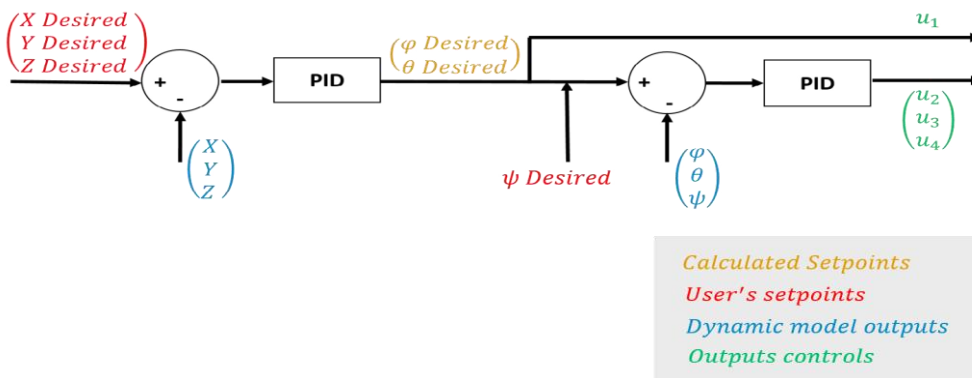 X Desired
Y Desired
Z Desired
+
-
PID
φ Desired
θ Desired
u₁
+
-
PID
u₂
u₃
u₄
X
Y
Z
ψ Desired
φ
θ
ψ
Calculated Setpoints
User's setpoints
Dynamic model outputs
Outputs controls